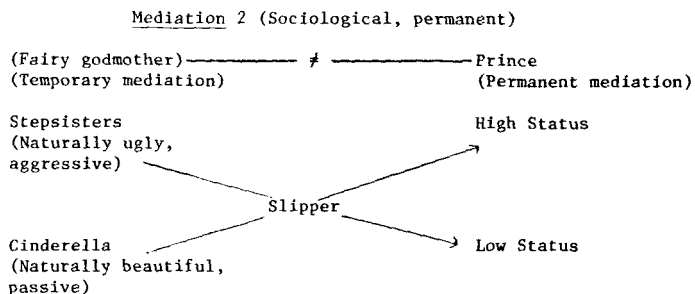 Mediation 2 (Sociological, permanent)
(Fairy godmother) ≠ Prince
(Temporary mediation) (Permanent mediation)
Stepsisters High Status
(Naturally ugly,
aggressive)
Slipper
Cinderella Low Status
(Naturally beautiful,
passive)